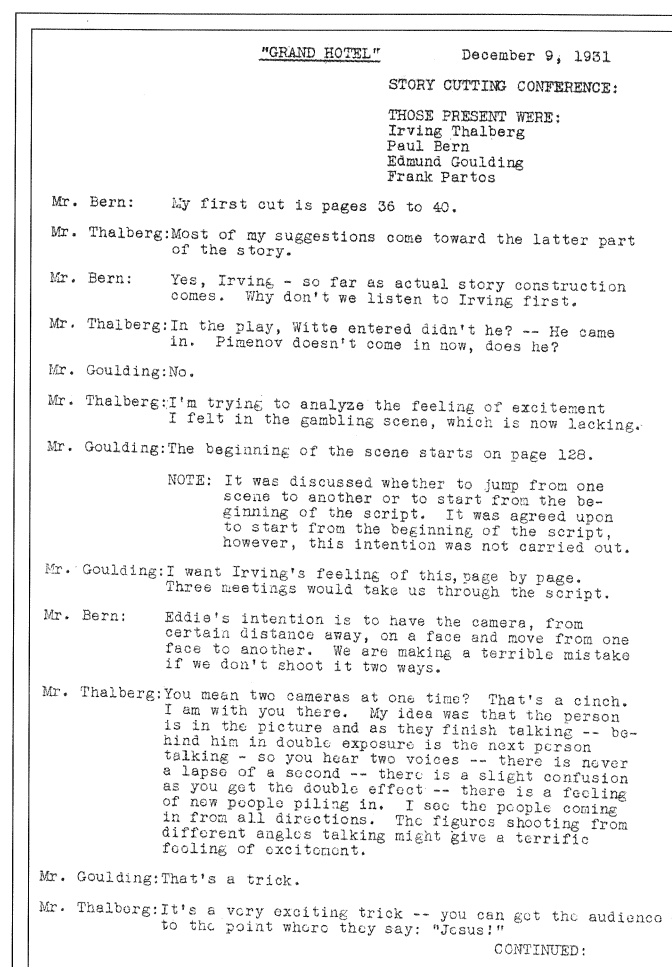 "GRAND HOTEL" December 9, 1931
STORY CUTTING CONFERENCE:
THOSE PRESENT WERE:
Irving Thalberg
Paul Bern
Edmund Goulding
Frank Partos
Mr. Bern: My first cut is pages 36 to 40.
Mr. Thalberg:Most of my suggestions come toward the latter part
of the story.
Mr. Bern: Yes, Irving - so far as actual story construction
comes. Why don't we listen to Irving first.
Mr. Thalberg:In the play, Witte entered didn't he? -- He came
in. Pimenov doesn't come in now, does he?
Mr. Goulding:No.
Mr. Thalberg:I'm trying to analyze the feeling of excitement
I felt in the gambling scene, which is now lacking.
Mr. Goulding:The beginning of the scene starts on page 128.
NOTE: It was discussed whether to jump from one
scene to another or to start from the be-
ginning of the script. It was agreed upon
to start from the beginning of the script,
however, this intention was not carried out.
Mr. Goulding:I want Irving's feeling of this, page by page.
Three meetings would take us through the script.
Mr. Bern: Eddie's intention is to have the camera, from
certain distance away, on a face and move from one
face to another. We are making a terrible mistake
if we don't shoot it two ways.
Mr. Thalberg:You mean two cameras at one time? That's a cinch.
I am with you there. My idea was that the person
is in the picture and as they finish talking -- be-
hind him in double exposure is the next person
talking - so you hear two voices -- there is never
a lapse of a second -- there is a slight confusion
as you get the double effect -- there is a feeling
of new people piling in. I see the people coming
in from all directions. The figures shooting from
different angles talking might give a terrific
feeling of excitement.
Mr. Goulding:That's a trick.
Mr. Thalberg:It's a very exciting trick -- you can get the audience
to the point where they say: "Jesus!"
CONTINUED: